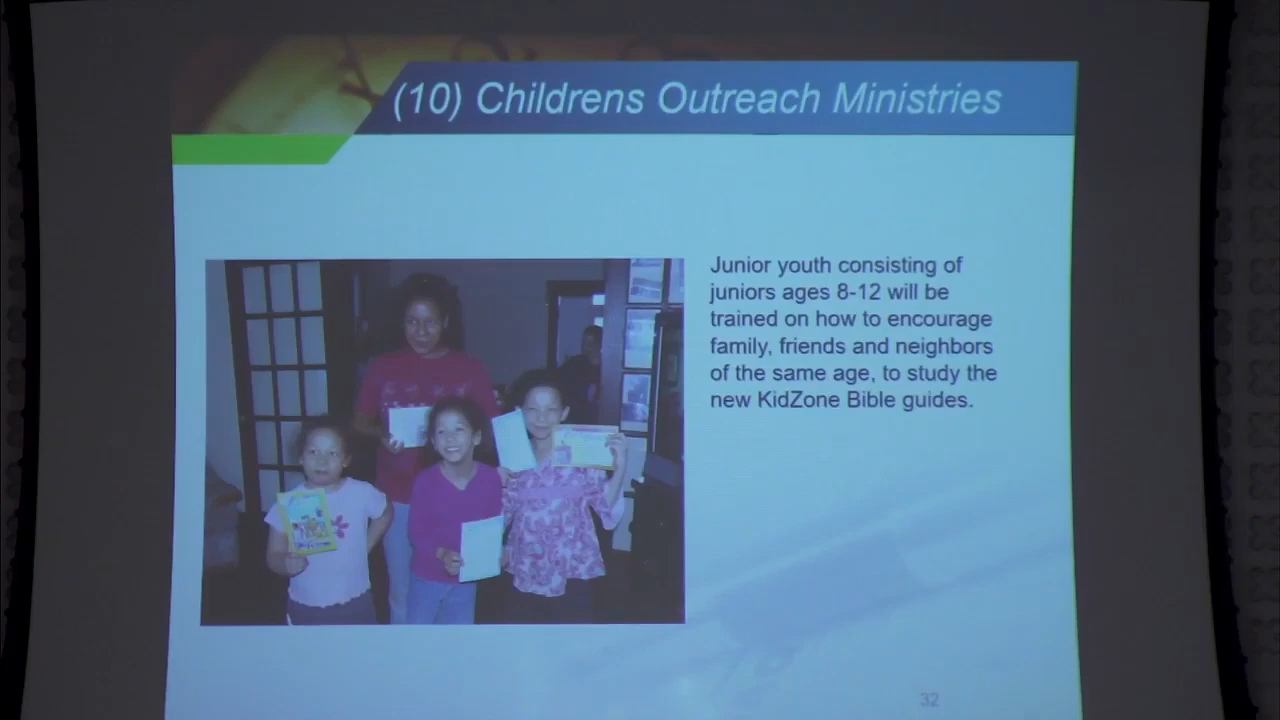 (10) Childrens Outreach Ministries
Junior youth consisting of
juniors ages 8-12 will be
trained on how to encourage
family, friends and neighbors
of the same age, to study the
new KidZone Bible guides.
32